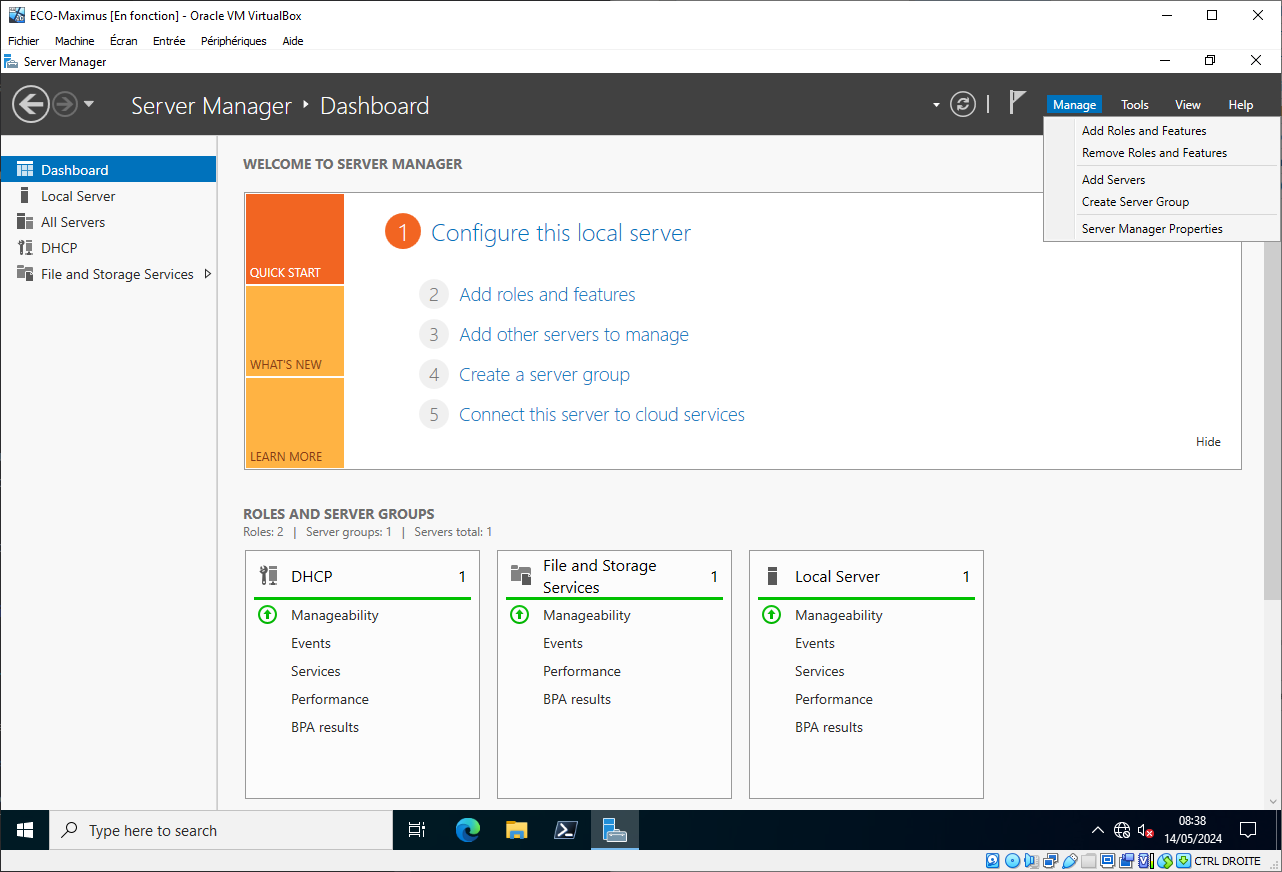 ECO-Maximus [En fonction] - Oracle VM VirtualBox
Fichier Machine Écran Entrée Périphériques Aide
Server Manager
Server Manager Dashboard
Manage Tools View Help
Add Roles and Features
Remove Roles and Features
Add Servers
Create Server Group
Server Manager Properties
Dashboard
Local Server
All Servers
DHCP
File and Storage Services
WELCOME TO SERVER MANAGER
QUICK START
WHAT'S NEW
LEARN MORE
1 Configure this local server
2 Add roles and features
3 Add other servers to manage
4 Create a server group
5 Connect this server to cloud services
Hide
ROLES AND SERVER GROUPS
Roles: 2 | Server groups: 1 | Servers total: 1
DHCP 1
Manageability
Events
Services
Performance
BPA results
File and Storage
Services 1
Manageability
Events
Performance
BPA results
Local Server 1
Manageability
Events
Services
Performance
BPA results
Type here to search
08:38
14/05/2024
CTRL DROITE